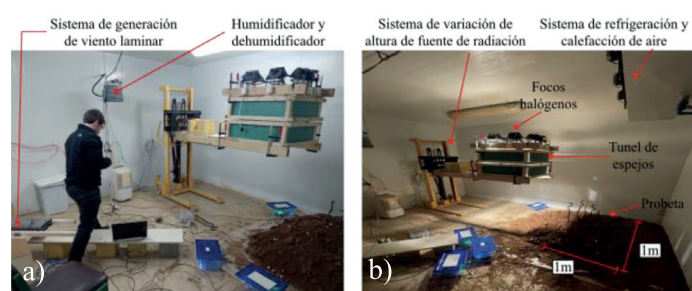 Sistema de generación
de viento laminar
Humidificador y
dehumidificador
a)
Sistema de variación de
altura de fuente de radiación
Sistema de refrigeración y
calefacción de aire
Focos
halógenos
Tunel de
espejos
Probeta
1m
1m
b)